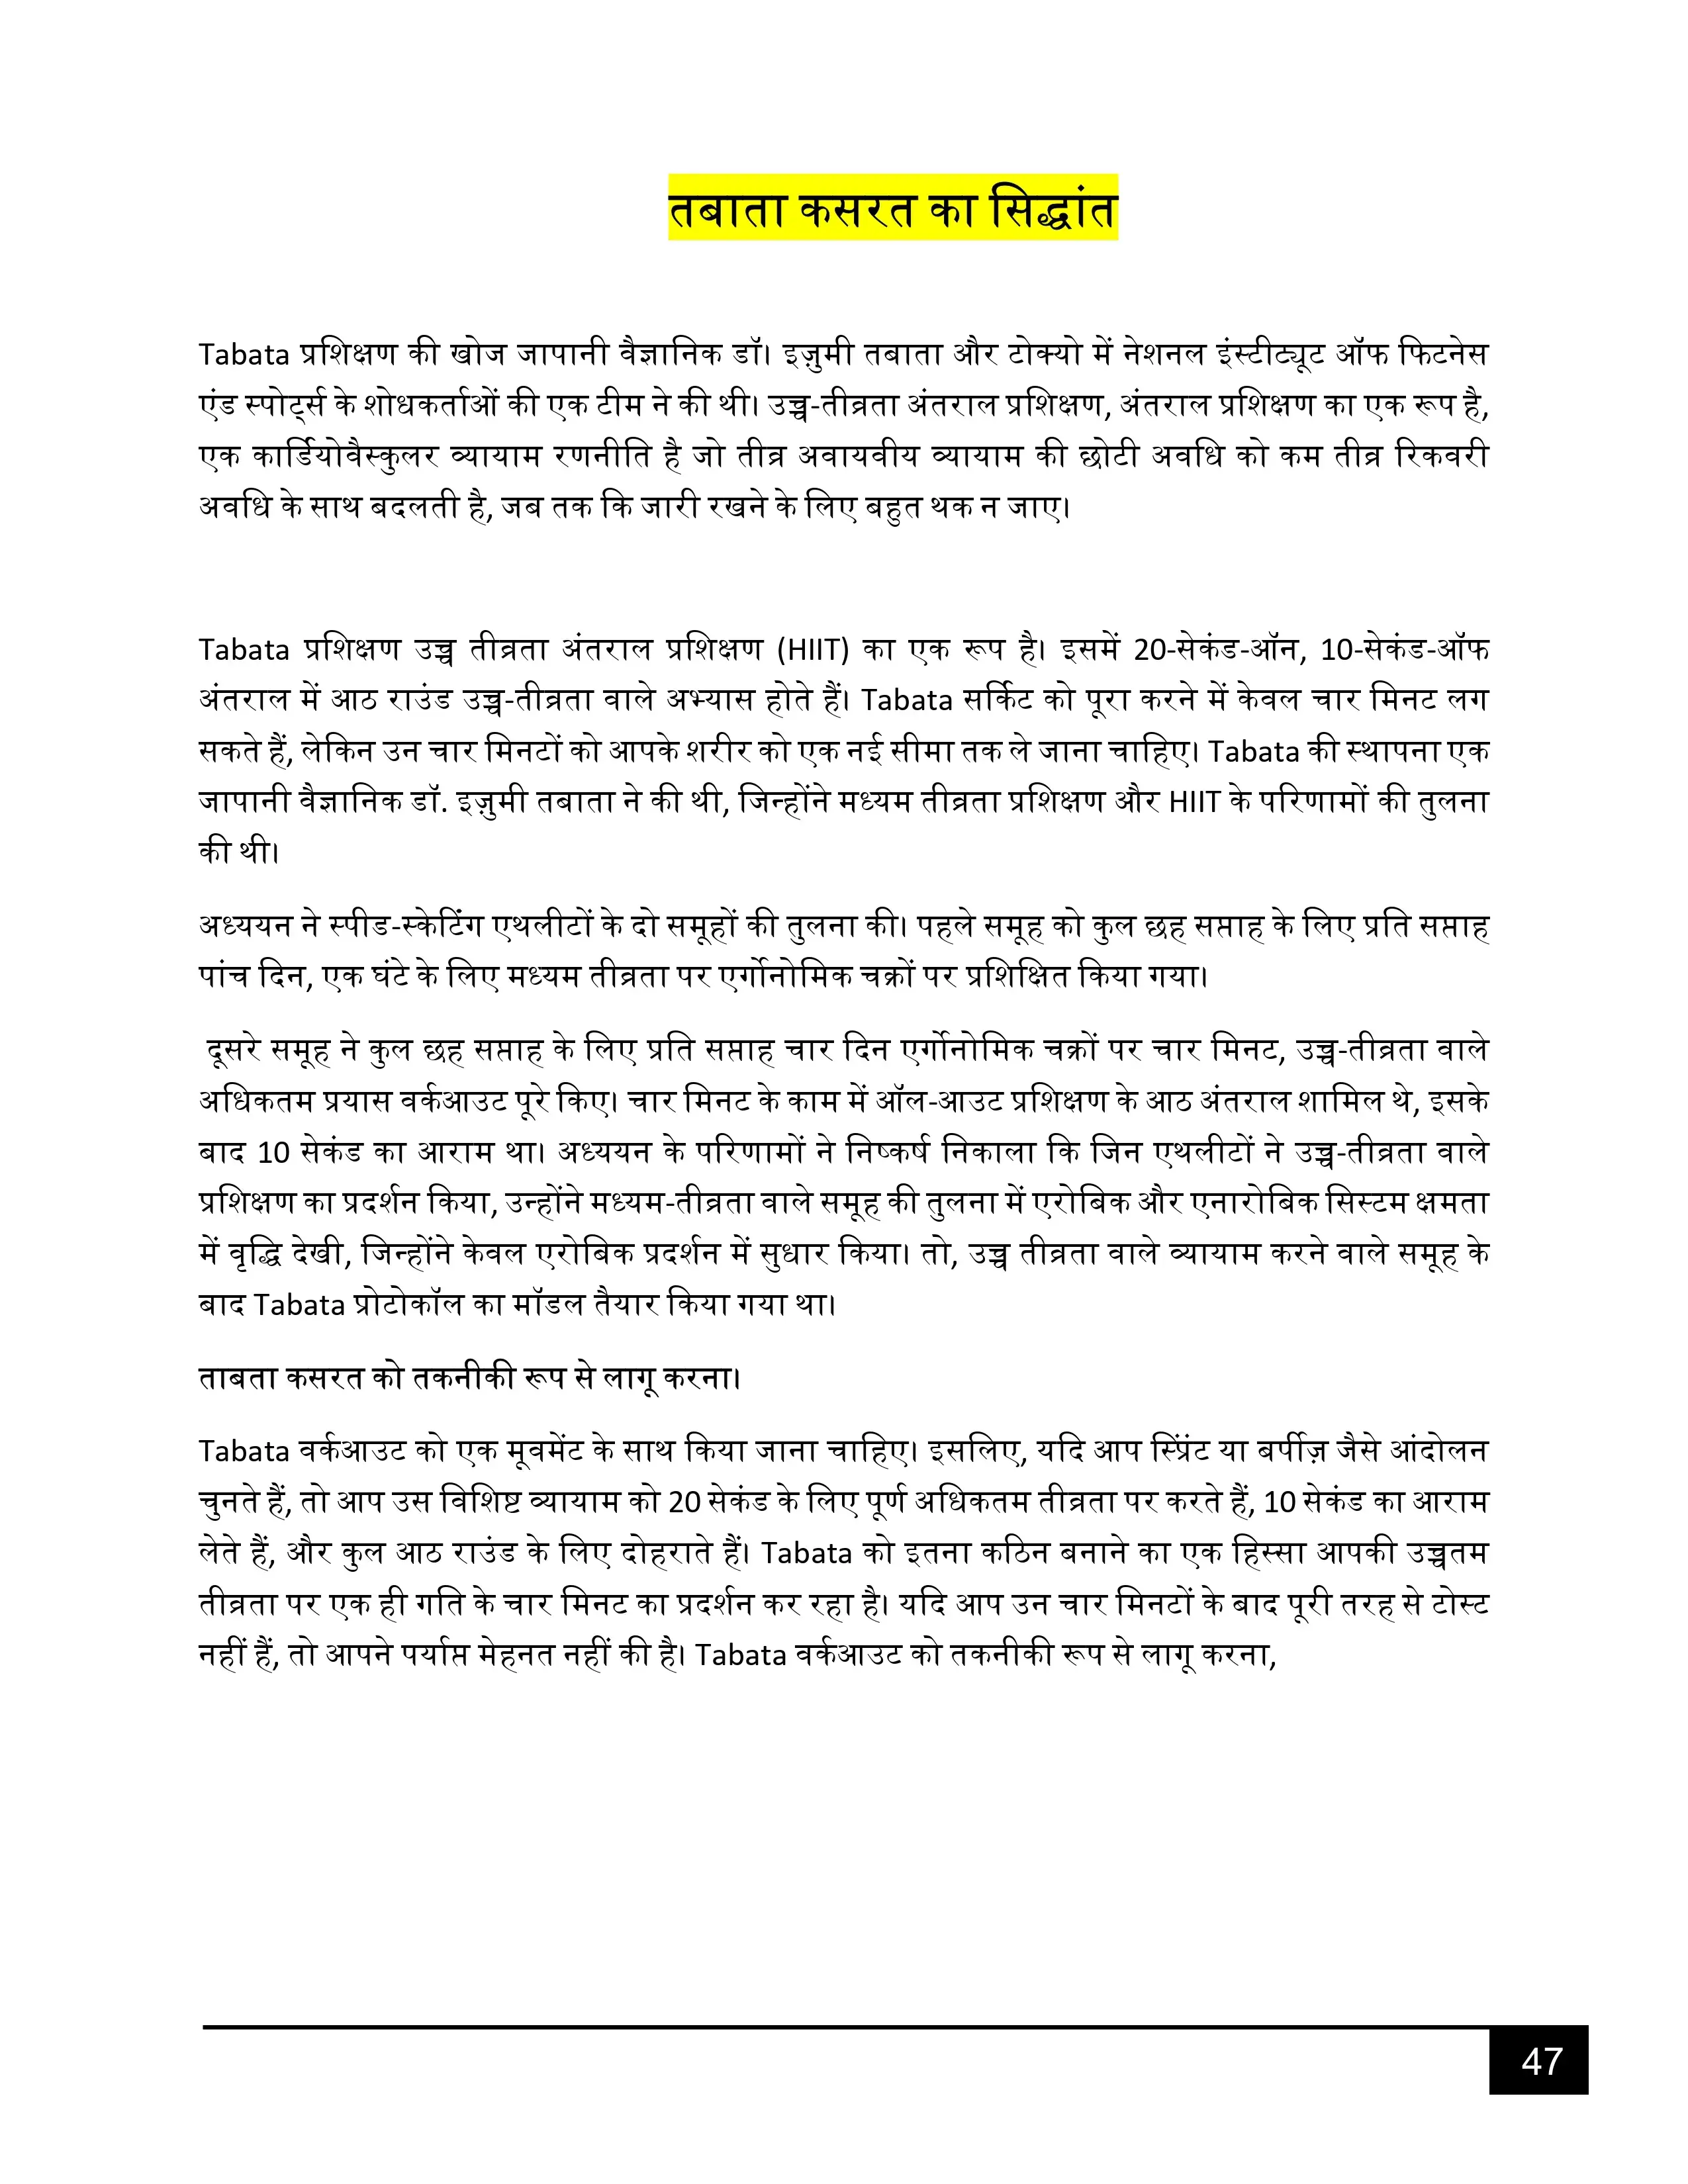 तबाता कसरत का सिद्धांत
Tabata प्रशिक्षण की खोज जापानी वैज्ञानिक डॉ। इज़ुमी तबाता और टोक्यो में नेशनल इंस्टीट्यूट ऑफ फिटनेस
एंड स्पोर्ट्स के शोधकर्ताओं की एक टीम ने की थी। उच्च-तीव्रता अंतराल प्रशिक्षण, अंतराल प्रशिक्षण का एक रूप है,
एक कार्डियोवैस्कुलर व्यायाम रणनीति है जो तीव्र अवायवीय व्यायाम की छोटी अवधि को कम तीव्र रिकवरी
अवधि के साथ बदलती है, जब तक कि जारी रखने के लिए बहुत थक न जाए।
Tabata प्रशिक्षण उच्च तीव्रता अंतराल प्रशिक्षण (HIIT) का एक रूप है। इसमें 20-सेकंड-ऑन, 10-सेकंड-ऑफ
अंतराल में आठ राउंड उच्च-तीव्रता वाले अभ्यास होते हैं। Tabata सर्किट को पूरा करने में केवल चार मिनट लग
सकते हैं, लेकिन उन चार मिनटों को आपके शरीर को एक नई सीमा तक ले जाना चाहिए। Tabata की स्थापना एक
जापानी वैज्ञानिक डॉ. इज़ुमी तबाता ने की थी, जिन्होंने मध्यम तीव्रता प्रशिक्षण और HIIT के परिणामों की तुलना
की थी।
अध्ययन ने स्पीड-स्केटिंग एथलीटों के दो समूहों की तुलना की। पहले समूह को कुल छह सप्ताह के लिए प्रति सप्ताह
पांच दिन, एक घंटे के लिए मध्यम तीव्रता पर एर्गोनोमिक चक्रों पर प्रशिक्षित किया गया।
दूसरे समूह ने कुल छह सप्ताह के लिए प्रति सप्ताह चार दिन एर्गोनोमिक चक्रों पर चार मिनट, उच्च-तीव्रता वाले
अधिकतम प्रयास वर्कआउट पूरे किए। चार मिनट के काम में ऑल-आउट प्रशिक्षण के आठ अंतराल शामिल थे, इसके
बाद 10 सेकंड का आराम था। अध्ययन के परिणामों ने निष्कर्ष निकाला कि जिन एथलीटों ने उच्च-तीव्रता वाले
प्रशिक्षण का प्रदर्शन किया, उन्होंने मध्यम-तीव्रता वाले समूह की तुलना में एरोबिक और एनारोबिक सिस्टम क्षमता
में वृद्धि देखी, जिन्होंने केवल एरोबिक प्रदर्शन में सुधार किया। तो, उच्च तीव्रता वाले व्यायाम करने वाले समूह के
बाद Tabata प्रोटोकॉल का मॉडल तैयार किया गया था।
ताबता कसरत को तकनीकी रूप से लागू करना।
Tabata वर्कआउट को एक मूवमेंट के साथ किया जाना चाहिए। इसलिए, यदि आप स्प्रिंट या बर्पीज़ जैसे आंदोलन
चुनते हैं, तो आप उस विशिष्ट व्यायाम को 20 सेकंड के लिए पूर्ण अधिकतम तीव्रता पर करते हैं, 10 सेकंड का आराम
लेते हैं, और कुल आठ राउंड के लिए दोहराते हैं। Tabata को इतना कठिन बनाने का एक हिस्सा आपकी उच्चतम
तीव्रता पर एक ही गति के चार मिनट का प्रदर्शन कर रहा है। यदि आप उन चार मिनटों के बाद पूरी तरह से टोस्ट
नहीं हैं, तो आपने पर्याप्त मेहनत नहीं की है। Tabata वर्कआउट को तकनीकी रूप से लागू करना,
47